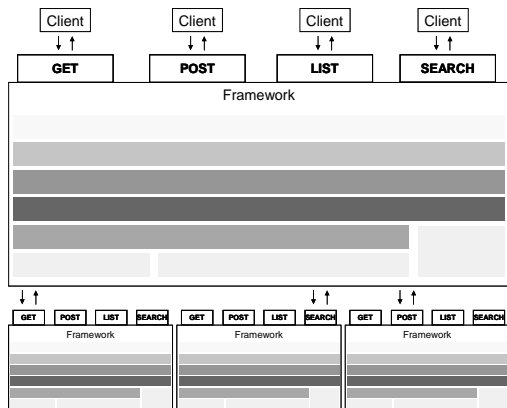 Client Client Client Client
GET POST LIST SEARCH
Framework
GET POST LIST SEARCH GET POST LIST SEARCH GET POST LIST SEARCH
Framework Framework Framework